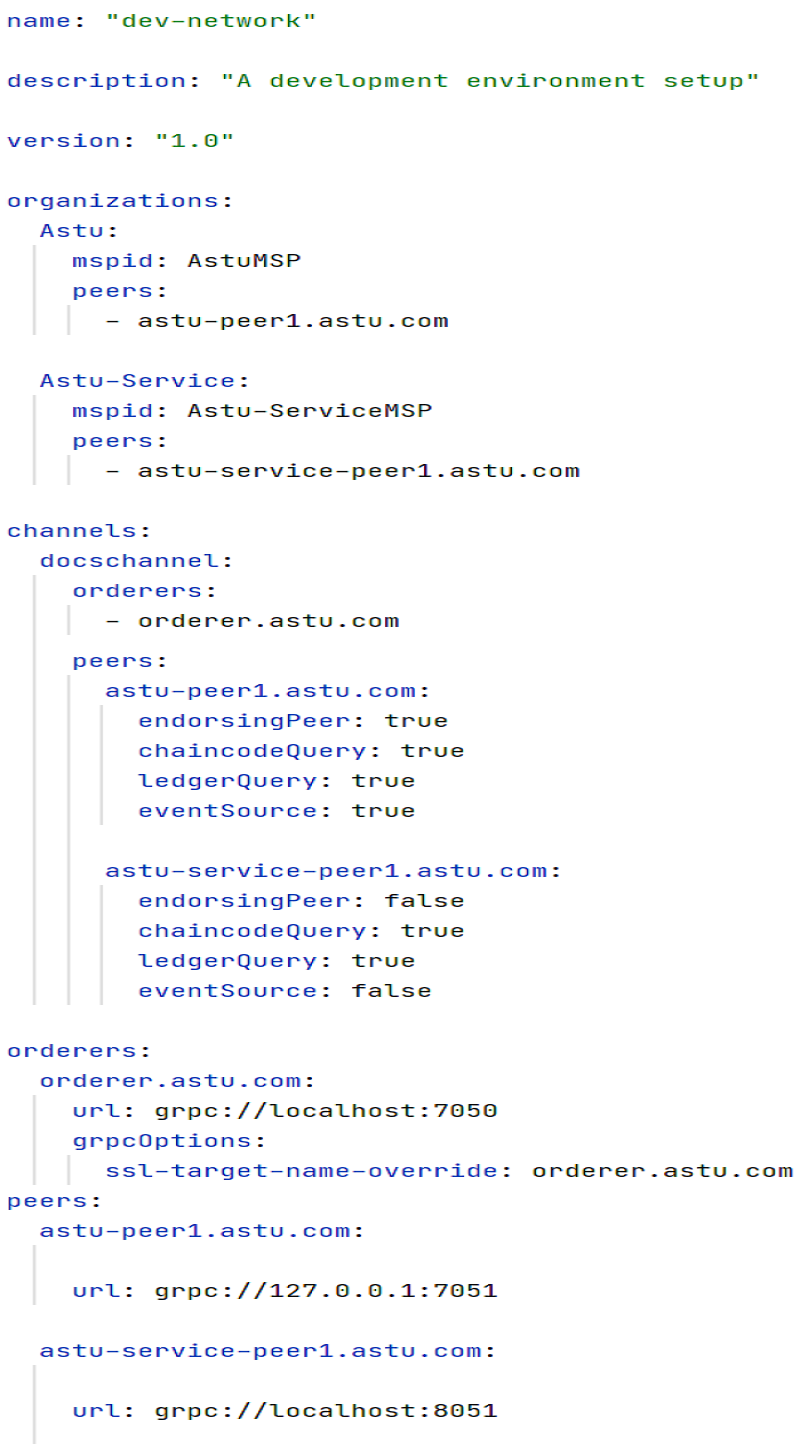 name: "dev-network"
description: "A development environment setup"
version: "1.0"
organizations:
  Astu:
    mspid: AstuMSP
    peers:
      - astu-peer1.astu.com
  Astu-Service:
    mspid: Astu-ServiceMSP
    peers:
      - astu-service-peer1.astu.com
channels:
  docschannel:
    orderers:
      - orderer.astu.com
    peers:
      astu-peer1.astu.com:
        endorsingPeer: true
        chaincodeQuery: true
        ledgerQuery: true
        eventSource: true
      astu-service-peer1.astu.com:
        endorsingPeer: false
        chaincodeQuery: true
        ledgerQuery: true
        eventSource: false
orderers:
  orderer.astu.com:
    url: grpc://localhost:7050
    grpcOptions:
      ssl-target-name-override: orderer.astu.com
peers:
  astu-peer1.astu.com:
    url: grpc://127.0.0.1:7051
  astu-service-peer1.astu.com:
    url: grpc://localhost:8051